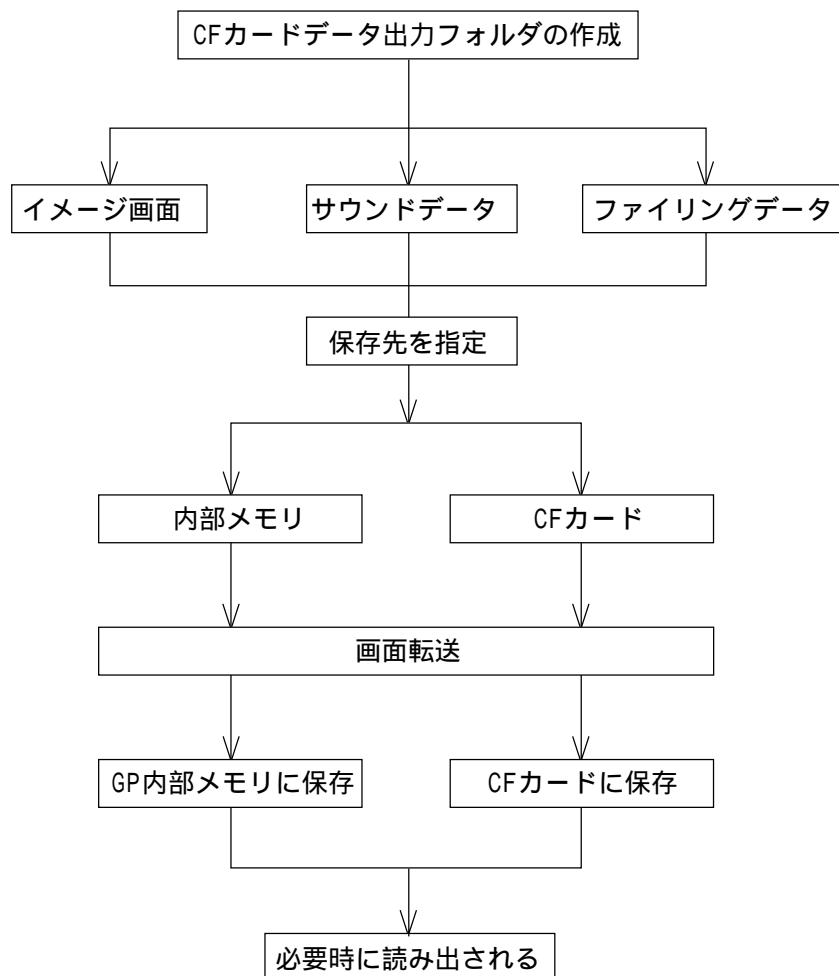 CFカードデータ出力フォルダの作成
イメージ画面
サウンドデータ
ファイリングデータ
保存先を指定
内部メモリ
CFカード
画面転送
GP内部メモリに保存
CFカードに保存
必要時に読み出される